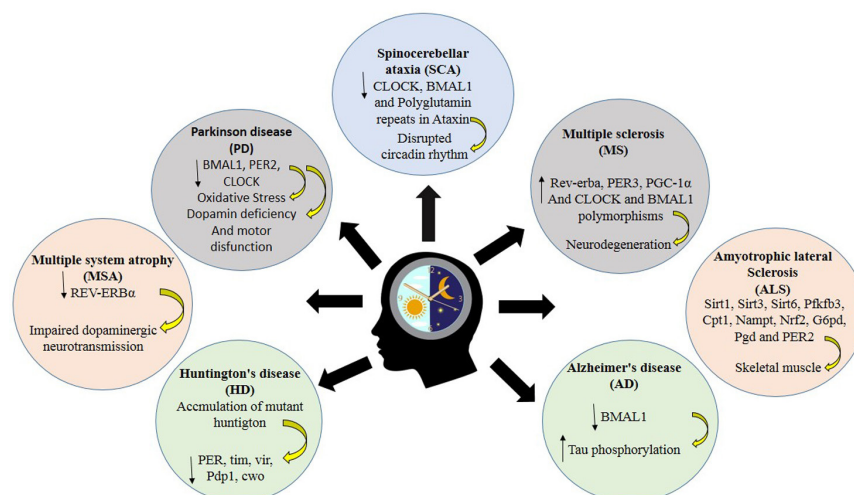 Spinocerebellar
ataxia (SCA)
CLOCK, BMAL1
and Polyglutamin
repeats in Ataxin
Disrupted
circadin rhythm
Parkinson disease
(PD)
BMAL1, PER2,
CLOCK
Oxidative Stress
Dopamin deficiency
And motor
disfunction
Multiple sclerosis
(MS)
Rev-erba, PER3, PGC-1α
And CLOCK and BMAL1
polymorphisms
Neurodegeneration
Multiple system atrophy
(MSA)
REV-ERBα
Impaired dopaminergic
neurotransmission
Amyotrophic lateral
Sclerosis
(ALS)
Sirt1, Sirt3, Sirt6, Pfkfb3,
Cpt1, Nampt, Nrf2, G6pd,
Pgd and PER2
Skeletal muscle
Huntington's disease
(HD)
Accmulation of mutant
huntigton
PER, tim, vir,
Pdp1, cwo
Alzheimer's disease
(AD)
BMAL1
Tau phosphorylation
12
3
6
9